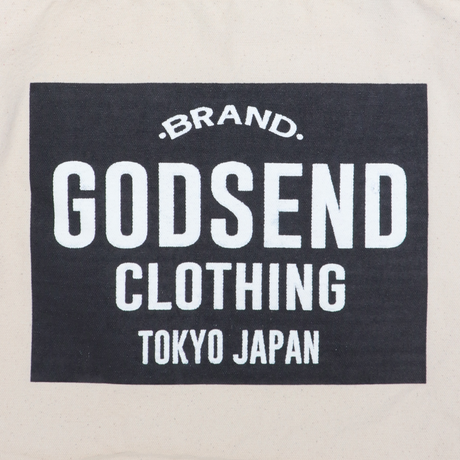 ·BRAND·
GODSEND
CLOTHING
TOKYO JAPAN